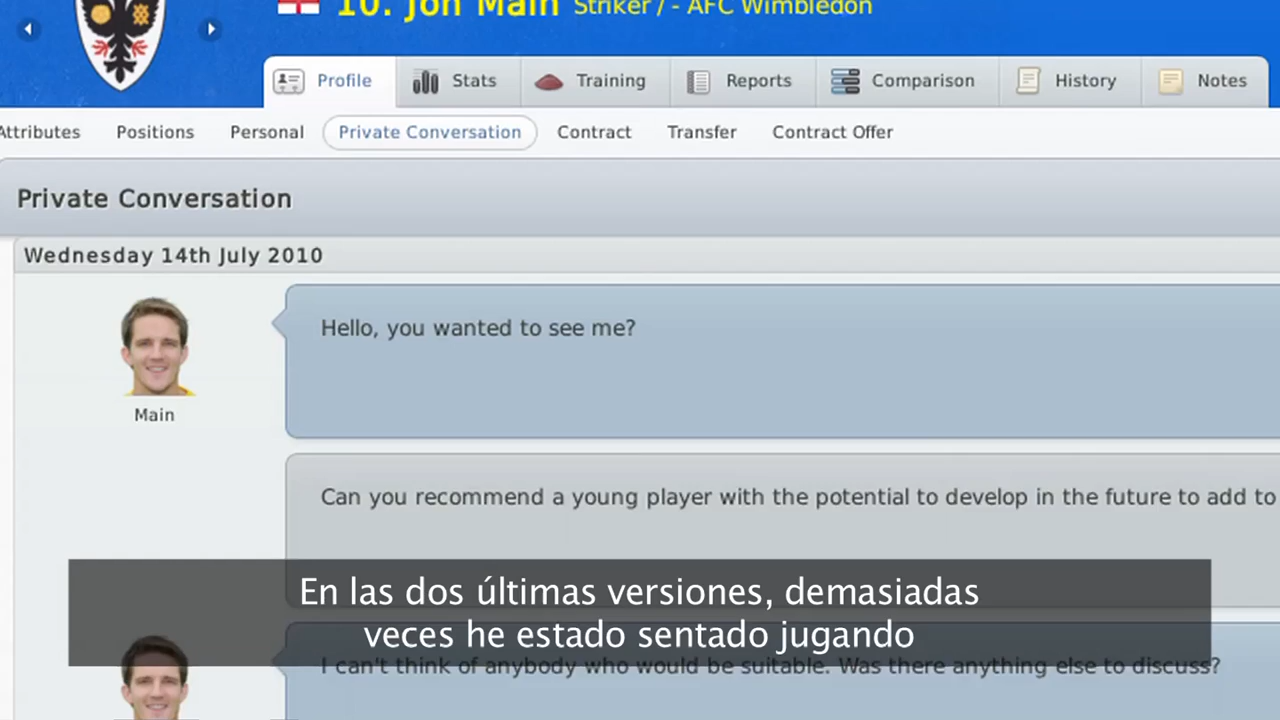 10. Jon Main Striker / - AFC Wimbledon
Profile Stats Training Reports Comparison History Notes
Attributes Positions Personal Private Conversation Contract Transfer Contract Offer
Private Conversation
Wednesday 14th July 2010
Hello, you wanted to see me?
Main
Can you recommend a young player with the potential to develop in the future to add to
En las dos últimas versiones, demasiadas
veces he estado sentado jugando
I can't think of anybody who would be suitable. Was there anything else to discuss?